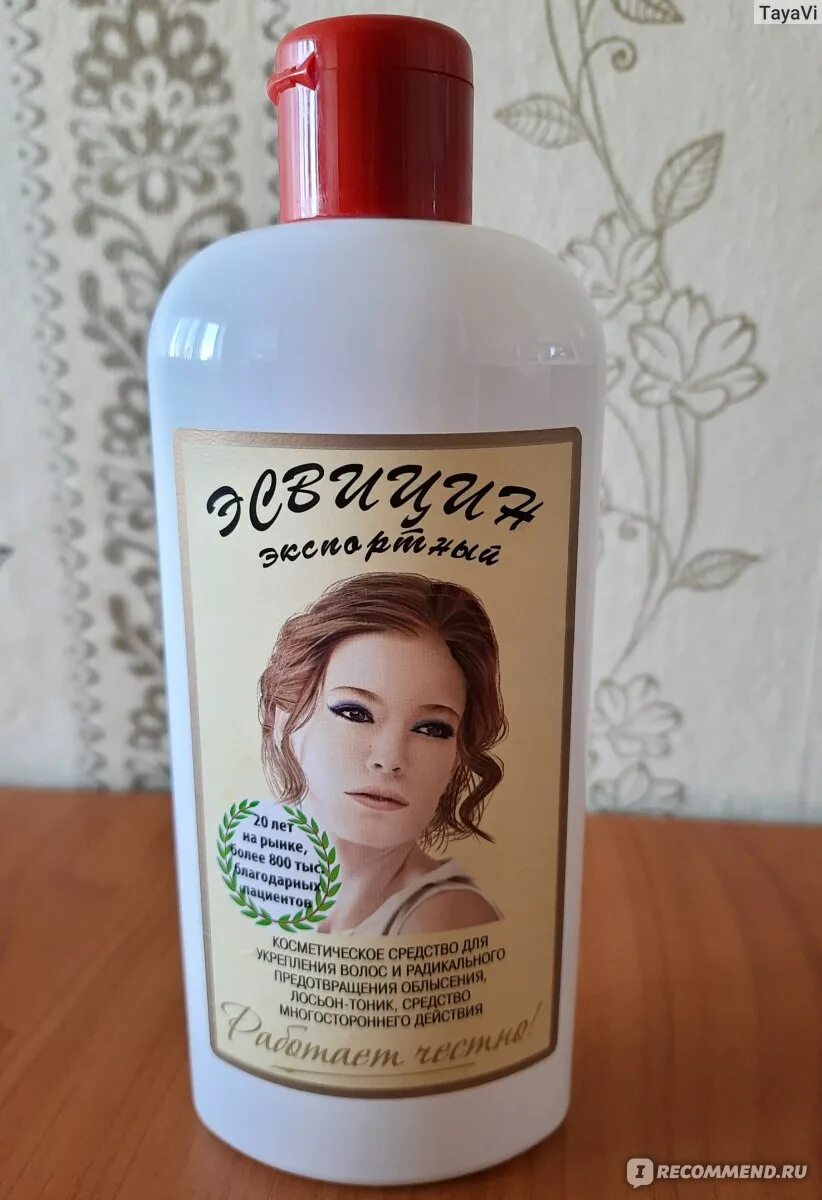 TayaVi
ЭСВИЦИН
экспортный
20 лет
на рынке,
более 800 тыс.
благодарных
пациентов
КОСМЕТИЧЕСКОЕ СРЕДСТВО ДЛЯ
УКРЕПЛЕНИЯ ВОЛОС И РАДИКАЛЬНОГО
ПРЕДОТВРАЩЕНИЯ ОБЛЫСЕНИЯ,
ЛОСЬОН-ТОНИК, СРЕДСТВО
МНОГОСТОРОННЕГО ДЕЙСТВИЯ
Работает честно!
IRECOMMEND.RU